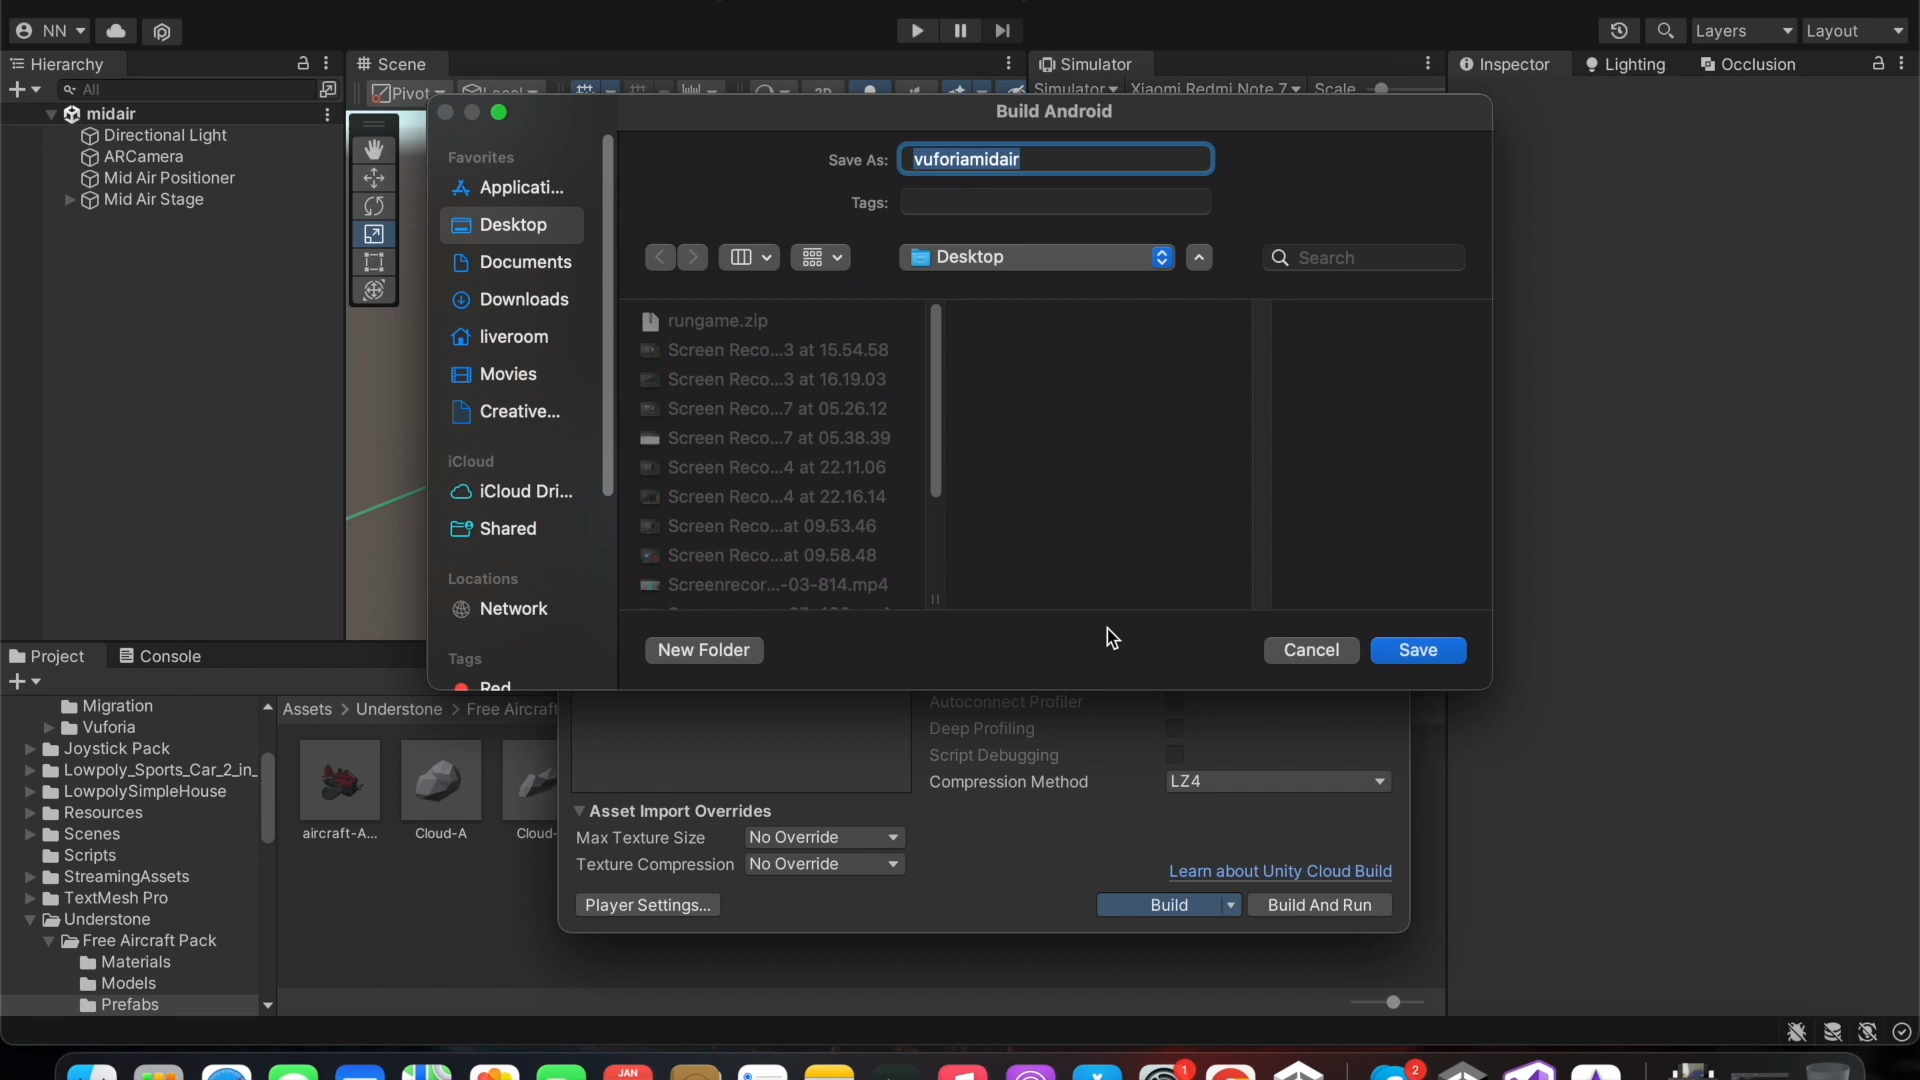 NN
Layers
Layout
Hierarchy
Scene
Simulator
Inspector
Lighting
Occlusion
All
Pivot
Local
2D
Simulator
Xiaomi Redmi Note 7
Scale
midair
Directional Light
ARCamera
Mid Air Positioner
Mid Air Stage
Build Android
Save As:
vuforiamidair
Tags:
Favorites
Applicati...
Desktop
Documents
Downloads
liveroom
Movies
Creative...
iCloud
iCloud Dri...
Shared
Locations
Network
Tags
Red
Desktop
Search
rungame.zip
Screen Reco...3 at 15.54.58
Screen Reco...3 at 16.19.03
Screen Reco...7 at 05.26.12
Screen Reco...7 at 05.38.39
Screen Reco...4 at 22.11.06
Screen Reco...4 at 22.16.14
Screen Reco...at 09.53.46
Screen Reco...at 09.58.48
Screenrecor...-03-814.mp4
New Folder
Cancel
Save
Project
Console
Migration
Vuforia
Joystick Pack
Lowpoly_Sports_Car_2_in_
LowpolySimpleHouse
Resources
Scenes
Scripts
StreamingAssets
TextMesh Pro
Understone
Free Aircraft Pack
Materials
Models
Prefabs
Assets > Understone > Free Aircraft
aircraft-A...
Cloud-A
Cloud-
Autoconnect Profiler
Deep Profiling
Script Debugging
Compression Method
LZ4
Asset Import Overrides
Max Texture Size
No Override
Texture Compression
No Override
Learn about Unity Cloud Build
Player Settings...
Build
Build And Run
JAN
1
2